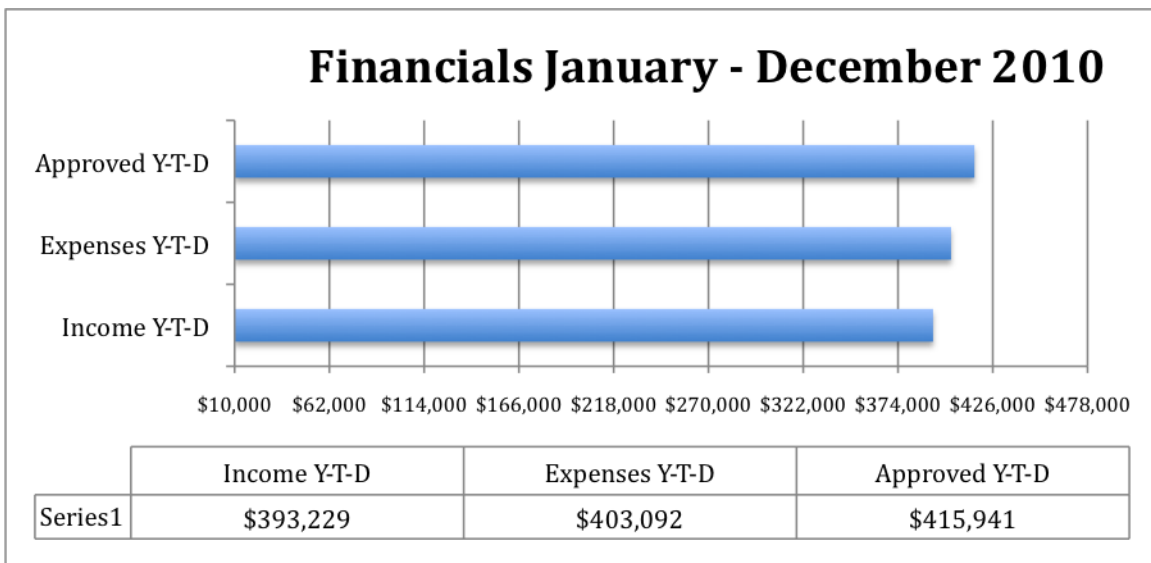 Financials January - December 2010
Approved Y-T-D
Expenses Y-T-D
Income Y-T-D
$10,000 $62,000 $114,000 $166,000 $218,000 $270,000 $322,000 $374,000 $426,000 $478,000
Income Y-T-D Expenses Y-T-D Approved Y-T-D
Series1 $393,229 $403,092 $415,941